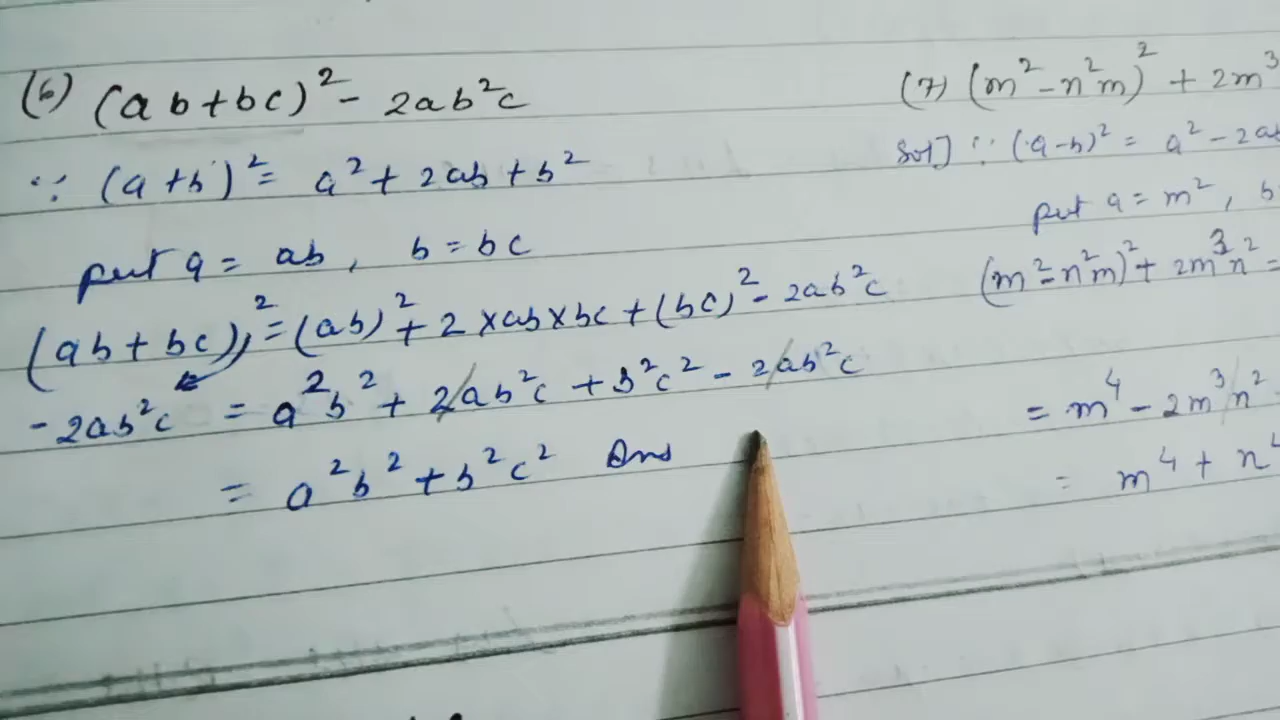 (6) (ab+bc)² - 2ab²c
∵ (a+b)² = a² + 2ab + b²
put a = ab, b = bc
(ab + bc)² = (ab)² + 2 × ab × bc + (bc)² - 2ab²c
- 2ab²c = a²b² + 2ab²c + b²c² - 2ab²c
= a²b² + b²c² Ans
(7) (m² - n²m)² + 2m³
Sol] ∵ (a-b)² = a² - 2a
put a = m², b
(m² - n²m)² + 2m³n² =
= m⁴ - 2m³n²
= m⁴ + n⁴